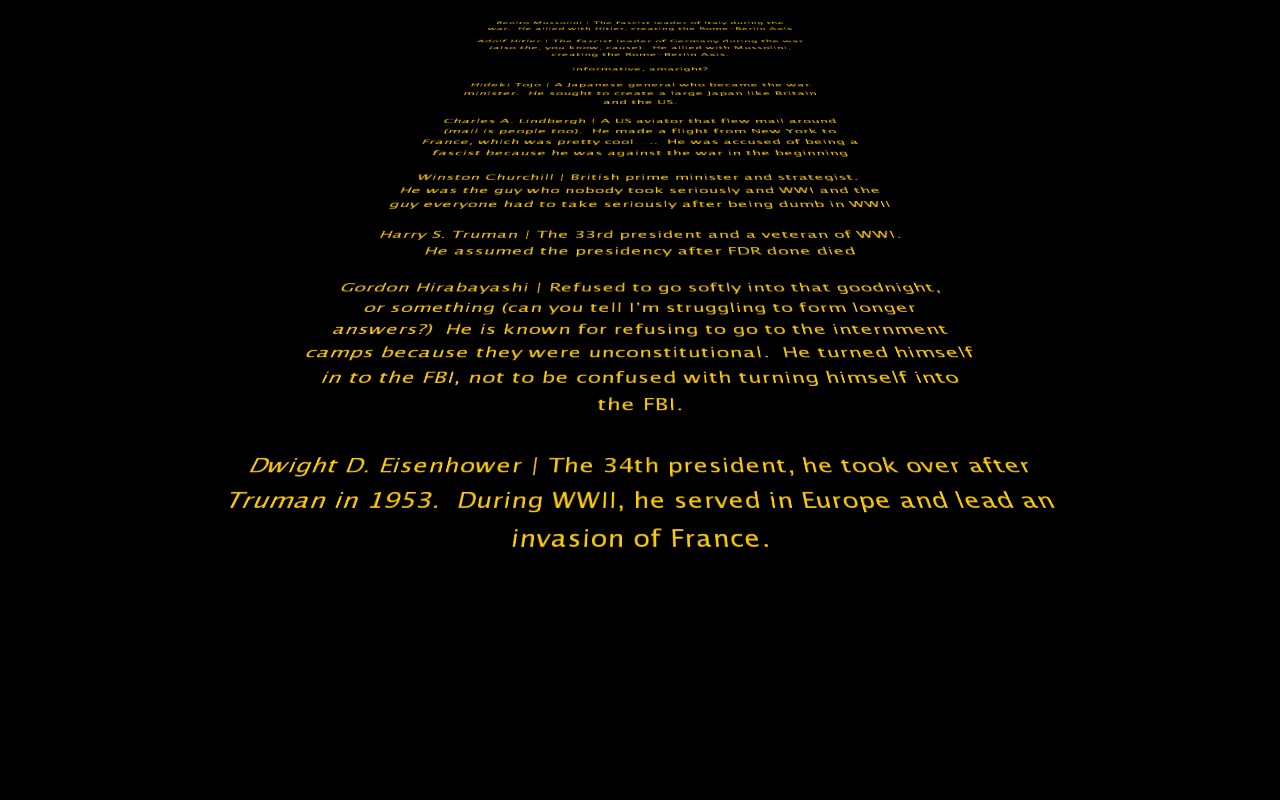 Benito Mussolini | The fascist leader of Italy during the
war.  He allied with Hitler, creating the Rome-Berlin Axis
Adolf Hitler | The fascist leader of Germany during the war
(also the, you know, cause).  He allied with Mussolini,
creating the Rome-Berlin Axis.
informative, amaright?
Hideki Tojo | A Japanese general who became the war
minister.  He sought to create a large Japan like Britain
and the US.
Charles A. Lindbergh | A US aviator that flew mail around
(mail is people too).  He made a flight from New York to
France, which was pretty cool.....  He was accused of being a
fascist because he was against the war in the beginning
Winston Churchill | British prime minister and strategist.
He was the guy who nobody took seriously and WWI and the
guy everyone had to take seriously after being dumb in WWII
Harry S. Truman | The 33rd president and a veteran of WWI.
He assumed the presidency after FDR done died
Gordon Hirabayashi | Refused to go softly into that goodnight,
or something (can you tell I'm struggling to form longer
answers?)  He is known for refusing to go to the internment
camps because they were unconstitutional.  He turned himself
in to the FBI, not to be confused with turning himself into
the FBI.
Dwight D. Eisenhower | The 34th president, he took over after
Truman in 1953.  During WWII, he served in Europe and lead an
invasion of France.